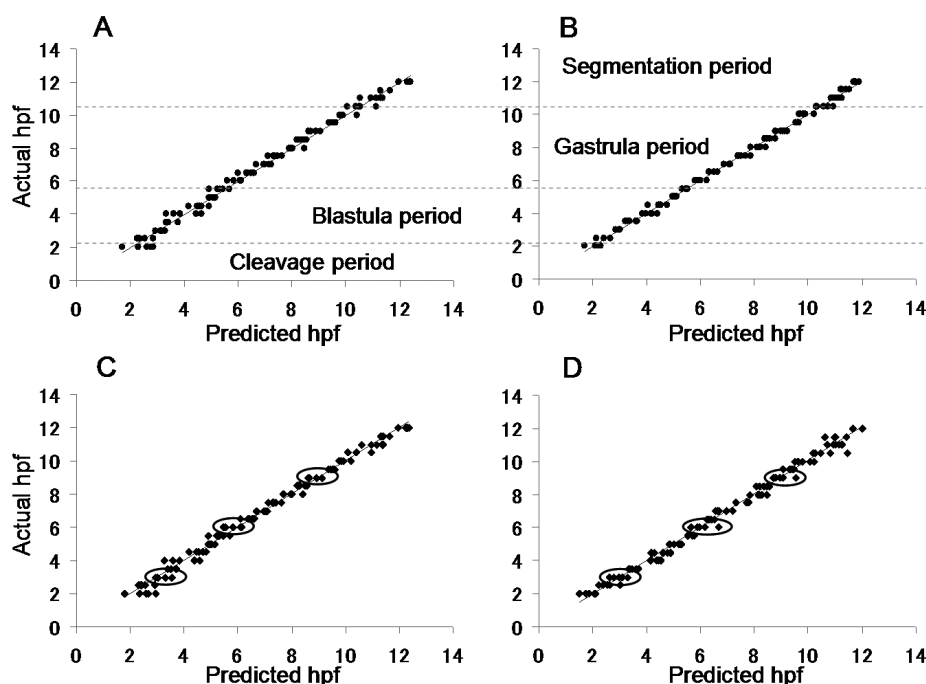 A
B
14
12
10
8
6
4
2
0
Actual hpf
Blastula period
Cleavage period
0 2 4 6 8 10 12 14
Predicted hpf
14
12
10
8
6
4
2
0
Segmentation period
Gastrula period
0 2 4 6 8 10 12 14
Predicted hpf
C
D
14
12
10
8
6
4
2
0
Actual hpf
0 2 4 6 8 10 12 14
Predicted hpf
14
12
10
8
6
4
2
0
0 2 4 6 8 10 12 14
Predicted hpf